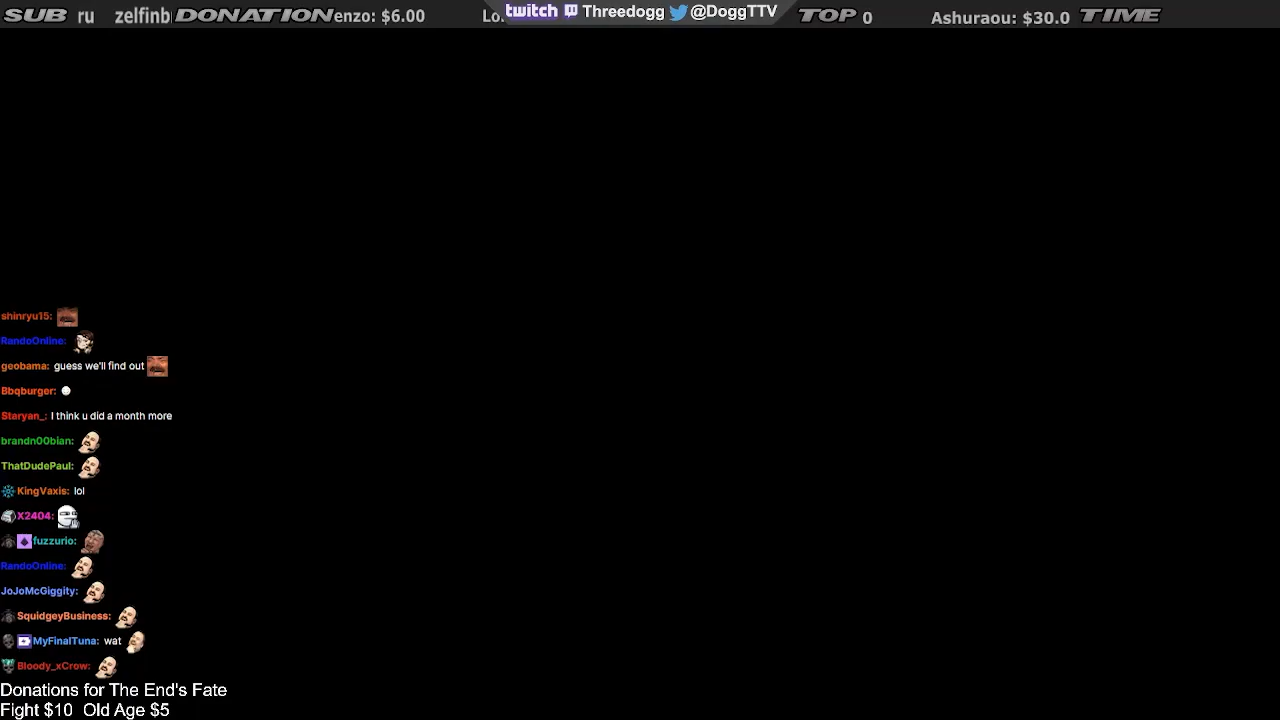 SUB ru zelfinb DONATION enzo: $6.00 Lo. twitch Threedogg @DoggTTV TOP 0 Ashuraou: $30.0 TIME
shinryu15:
RandoOnline:
geobama: guess we'll find out
Bbqburger:
Staryan_: I think u did a month more
brandn00bian:
ThatDudePaul:
KingVaxis: lol
X2404:
fuzzurio:
RandoOnline:
JoJoMcGiggity:
SquidgeyBusiness:
MyFinalTuna: wat
Bloody_xCrow:
Donations for The End's Fate
Fight $10 Old Age $5